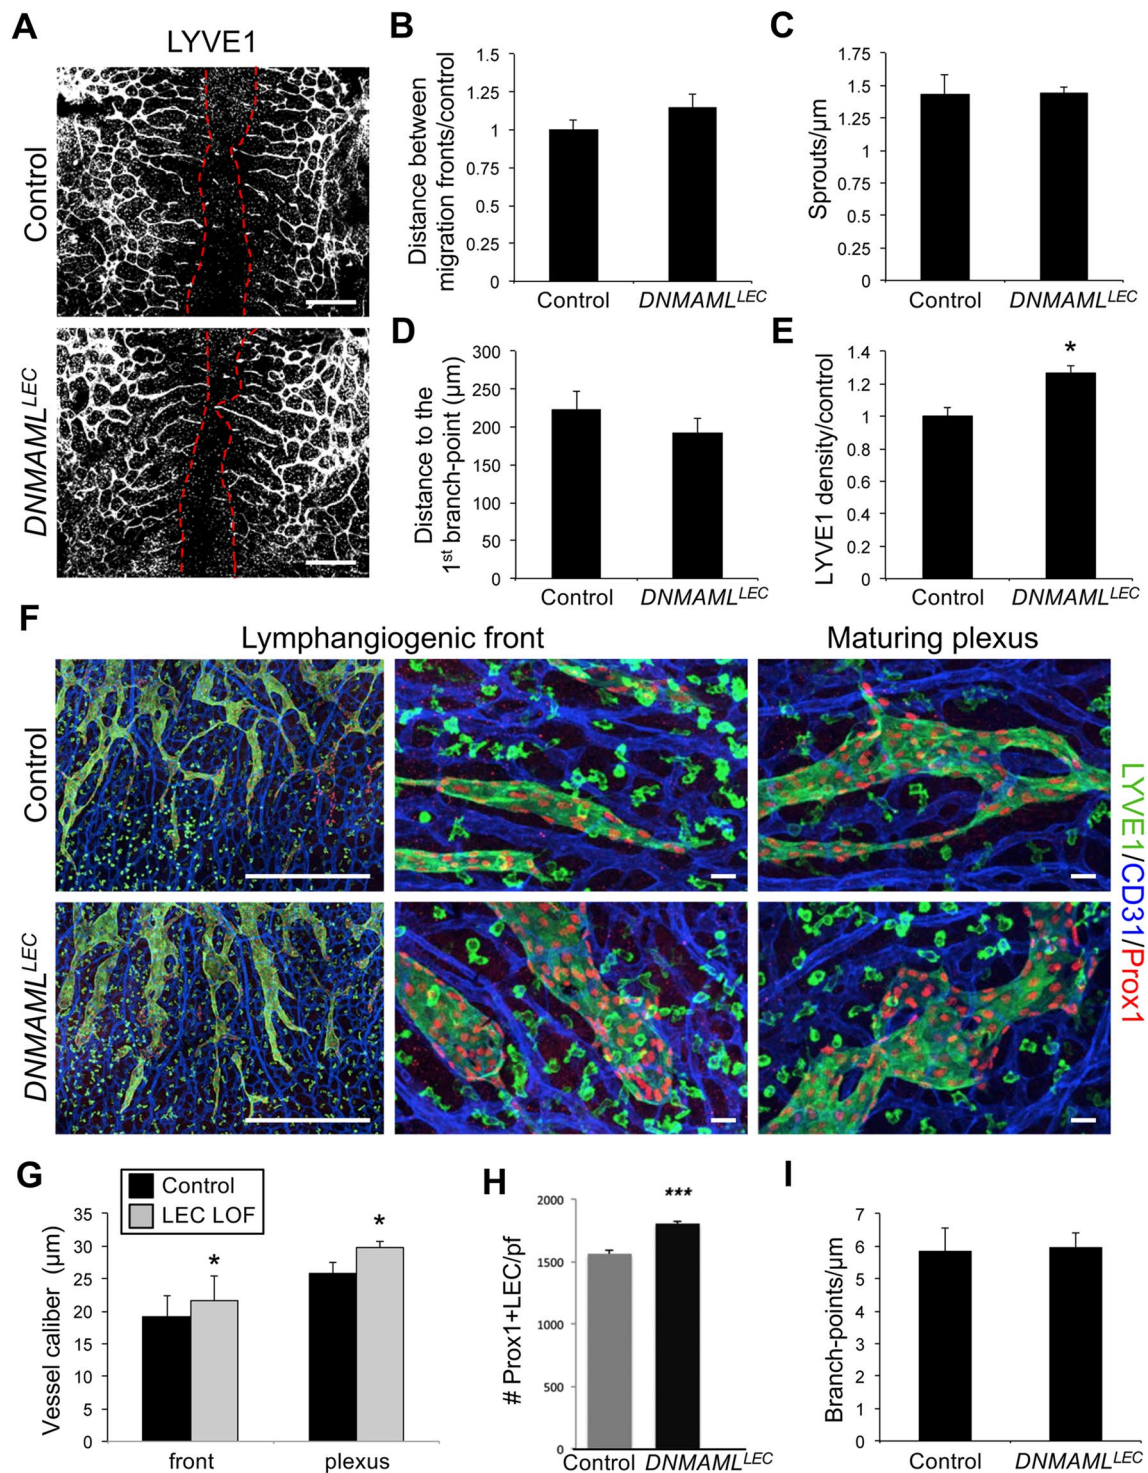 A
LYVE1
Control
DNMAML^LEC
B
Distance between
migration fronts/control
1.5
1.25
1
0.75
0.5
0.25
0
Control
DNMAML^LEC
C
Sprouts/µm
1.75
1.5
1.25
1
0.75
0.5
0.25
0
Control
DNMAML^LEC
D
Distance to the
1st branch-point (µm)
300
250
200
150
100
50
0
Control
DNMAML^LEC
E
LYVE1 density/control
1.4
1.2
1
0.8
0.6
0.4
0.2
0
*
Control
DNMAML^LEC
F
Lymphangiogenic front
Maturing plexus
Control
DNMAML^LEC
LYVE1/CD31/Prox1
G
Control
LEC LOF
Vessel caliber (µm)
35
30
25
20
15
10
5
0
*
*
front
plexus
H
# Prox1+LEC/pf
2000
1500
1000
500
0
***
Control
DNMAML^LEC
I
Branch-points/µm
7
6
5
4
3
2
1
0
Control
DNMAML^LEC